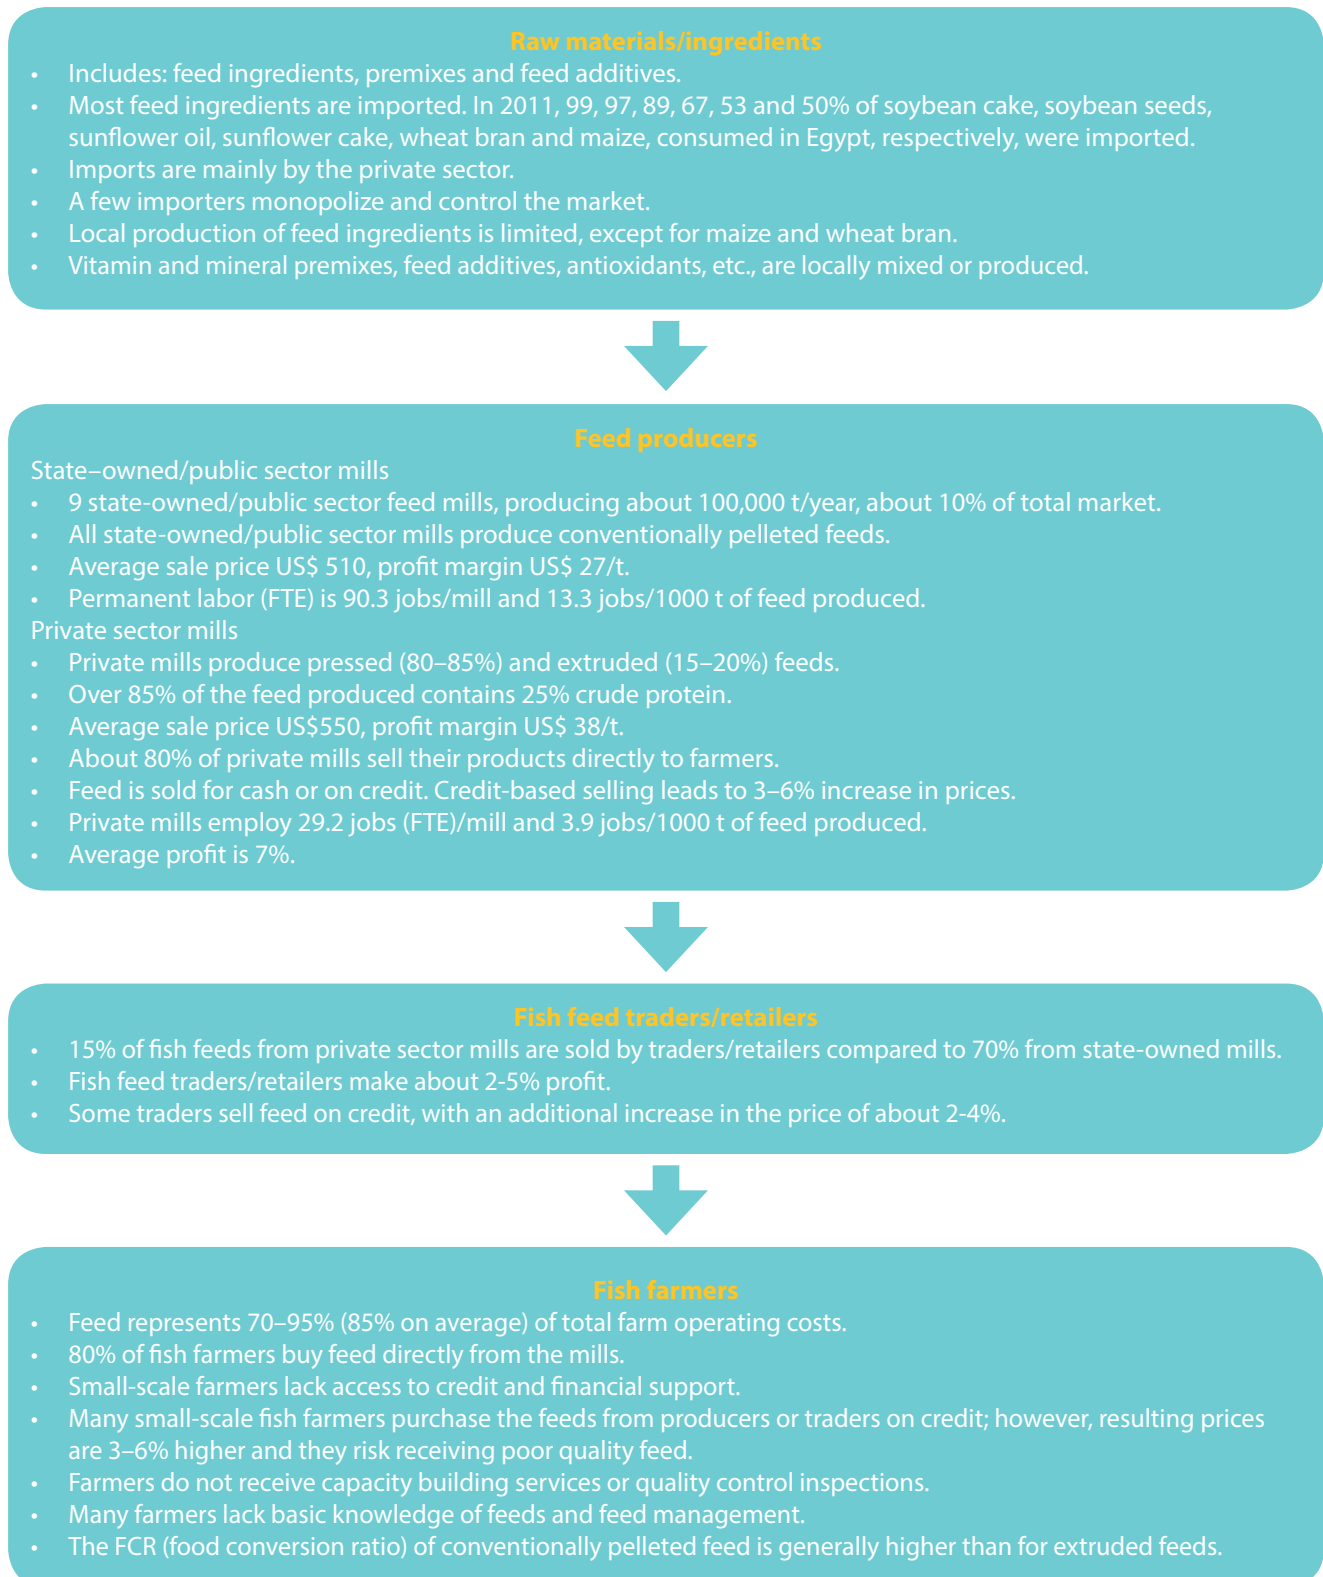 Raw materials/ingredients
• Includes: feed ingredients, premixes and feed additives.
• Most feed ingredients are imported. In 2011, 99, 97, 89, 67, 53 and 50% of soybean cake, soybean seeds,
sunflower oil, sunflower cake, wheat bran and maize, consumed in Egypt, respectively, were imported.
• Imports are mainly by the private sector.
• A few importers monopolize and control the market.
• Local production of feed ingredients is limited, except for maize and wheat bran.
• Vitamin and mineral premixes, feed additives, antioxidants, etc., are locally mixed or produced.
Feed producers
State–owned/public sector mills
• 9 state-owned/public sector feed mills, producing about 100,000 t/year, about 10% of total market.
• All state-owned/public sector mills produce conventionally pelleted feeds.
• Average sale price US$ 510, profit margin US$ 27/t.
• Permanent labor (FTE) is 90.3 jobs/mill and 13.3 jobs/1000 t of feed produced.
Private sector mills
• Private mills produce pressed (80–85%) and extruded (15–20%) feeds.
• Over 85% of the feed produced contains 25% crude protein.
• Average sale price US$550, profit margin US$ 38/t.
• About 80% of private mills sell their products directly to farmers.
• Feed is sold for cash or on credit. Credit-based selling leads to 3–6% increase in prices.
• Private mills employ 29.2 jobs (FTE)/mill and 3.9 jobs/1000 t of feed produced.
• Average profit is 7%.
Fish feed traders/retailers
• 15% of fish feeds from private sector mills are sold by traders/retailers compared to 70% from state-owned mills.
• Fish feed traders/retailers make about 2-5% profit.
• Some traders sell feed on credit, with an additional increase in the price of about 2-4%.
Fish farmers
• Feed represents 70–95% (85% on average) of total farm operating costs.
• 80% of fish farmers buy feed directly from the mills.
• Small-scale farmers lack access to credit and financial support.
• Many small-scale fish farmers purchase the feeds from producers or traders on credit; however, resulting prices
are 3–6% higher and they risk receiving poor quality feed.
• Farmers do not receive capacity building services or quality control inspections.
• Many farmers lack basic knowledge of feeds and feed management.
• The FCR (food conversion ratio) of conventionally pelleted feed is generally higher than for extruded feeds.